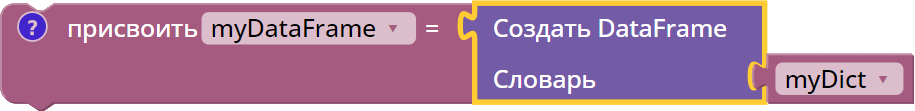 ? присвоить myDataFrame = Создать DataFrame
Словарь myDict